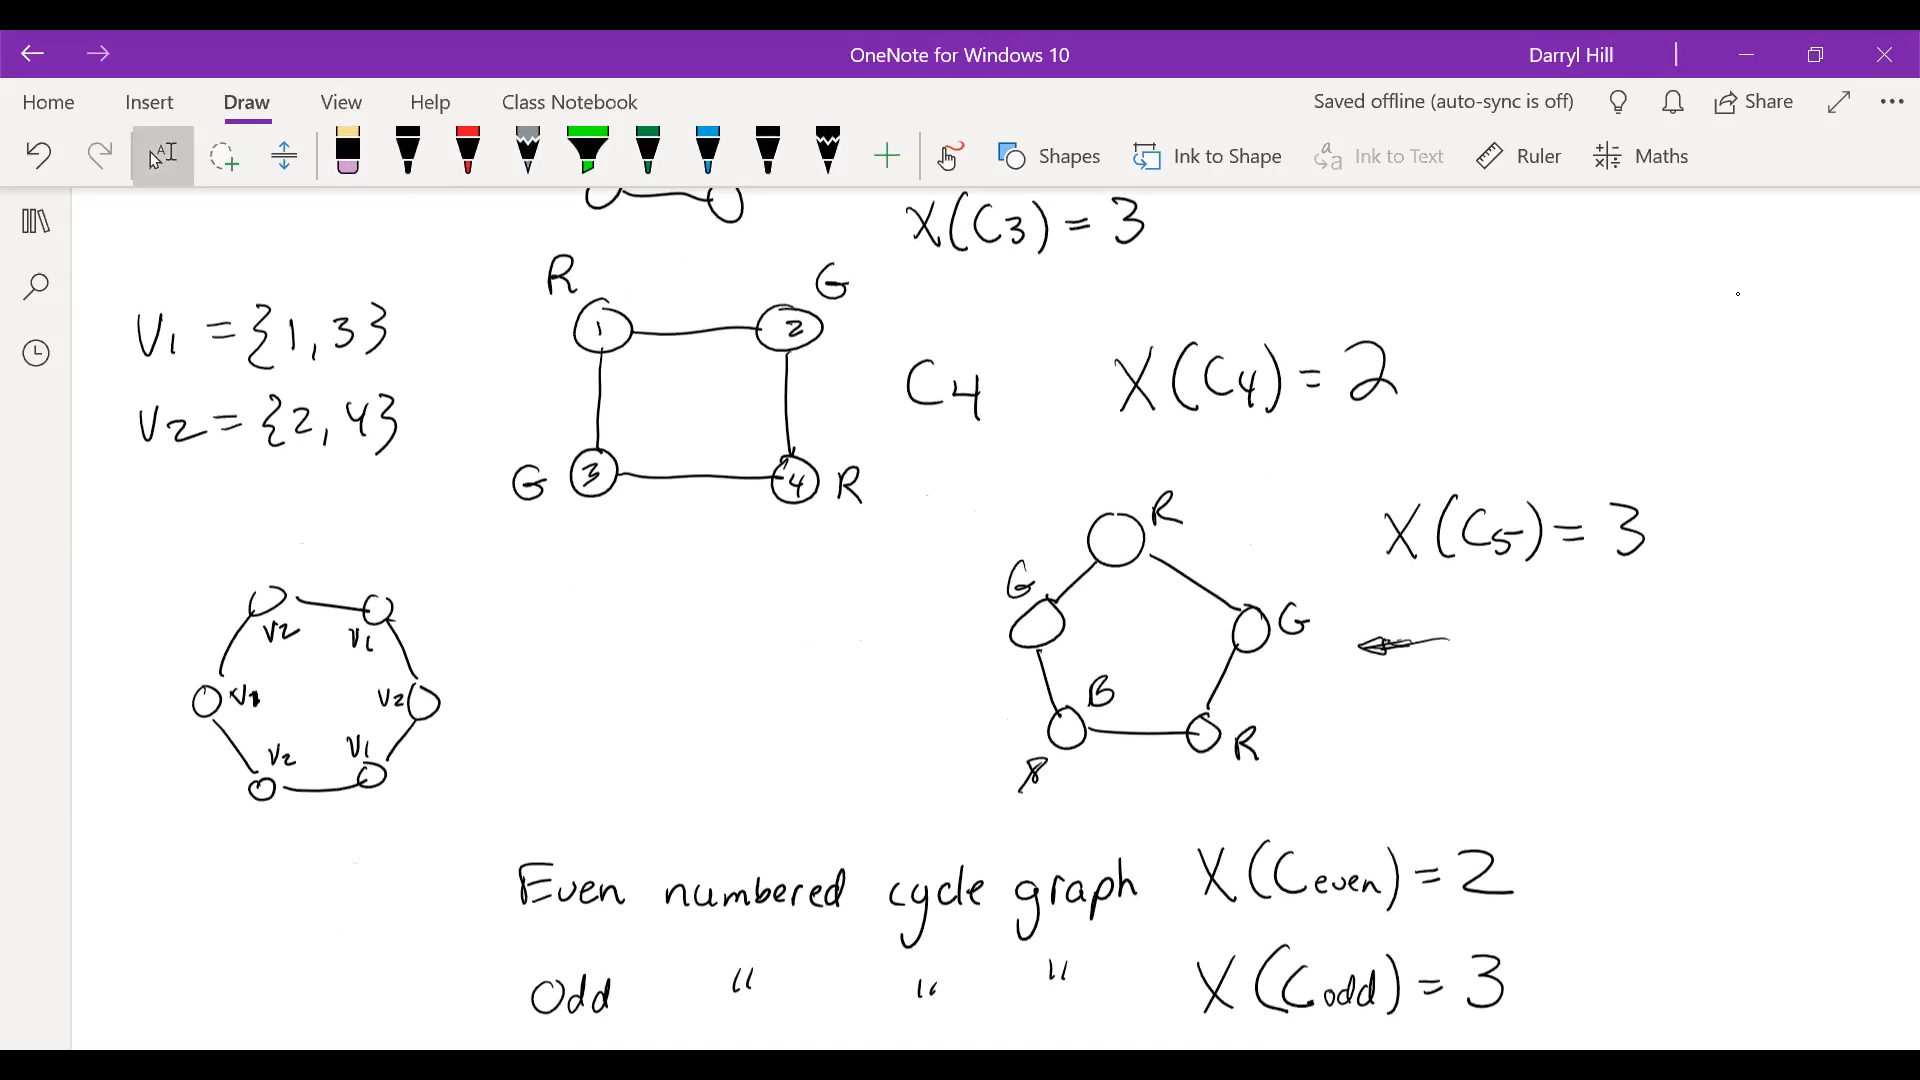 OneNote for Windows 10
Darryl Hill
Home Insert Draw View Help Class Notebook
Saved offline (auto-sync is off) Share
Shapes Ink to Shape Ink to Text Ruler Maths
X(C3) = 3
R G
V1 = {1, 3}
1 2
V2 = {2, 4}
C4 X(C4) = 2
G 3 4 R
R
X(C5) = 3
G
G
V2 V1
V1 V2
B
V2 V1
R
Even numbered cycle graph X(Ceven) = 2
Odd " " " X(Codd) = 3